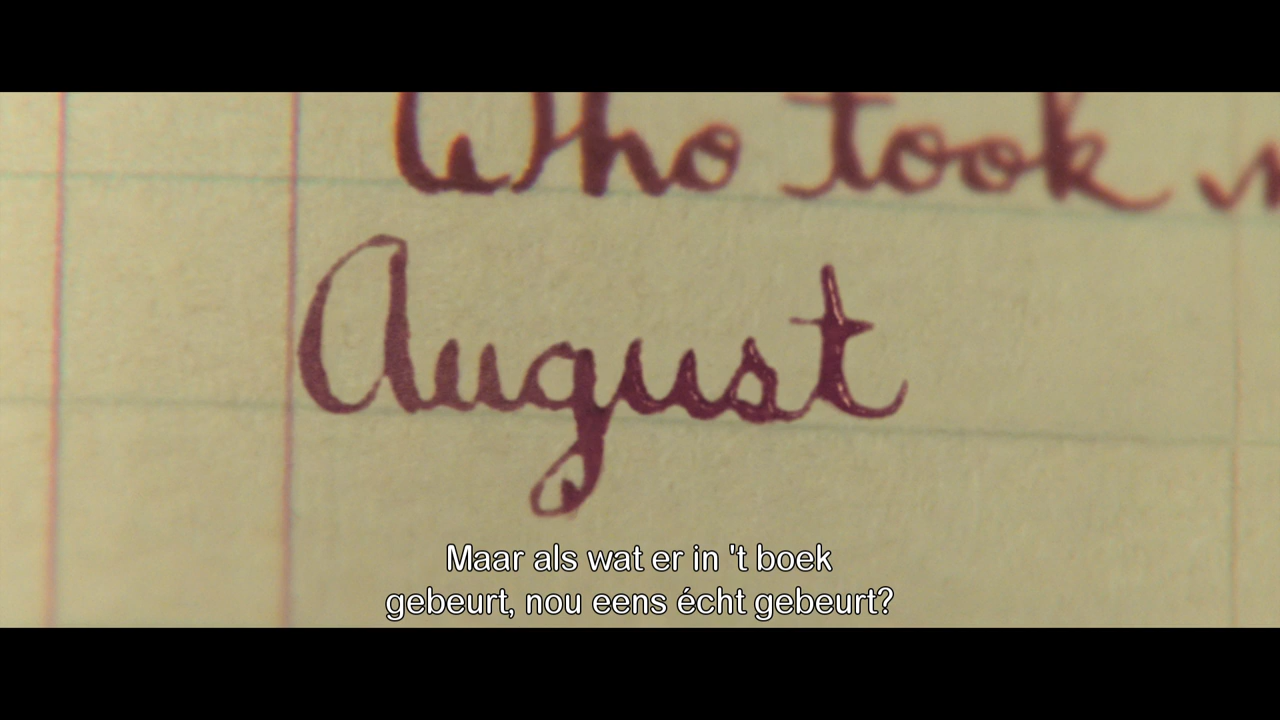 Who took
August
Maar als wat er in 't boek
gebeurt, nou eens écht gebeurt?